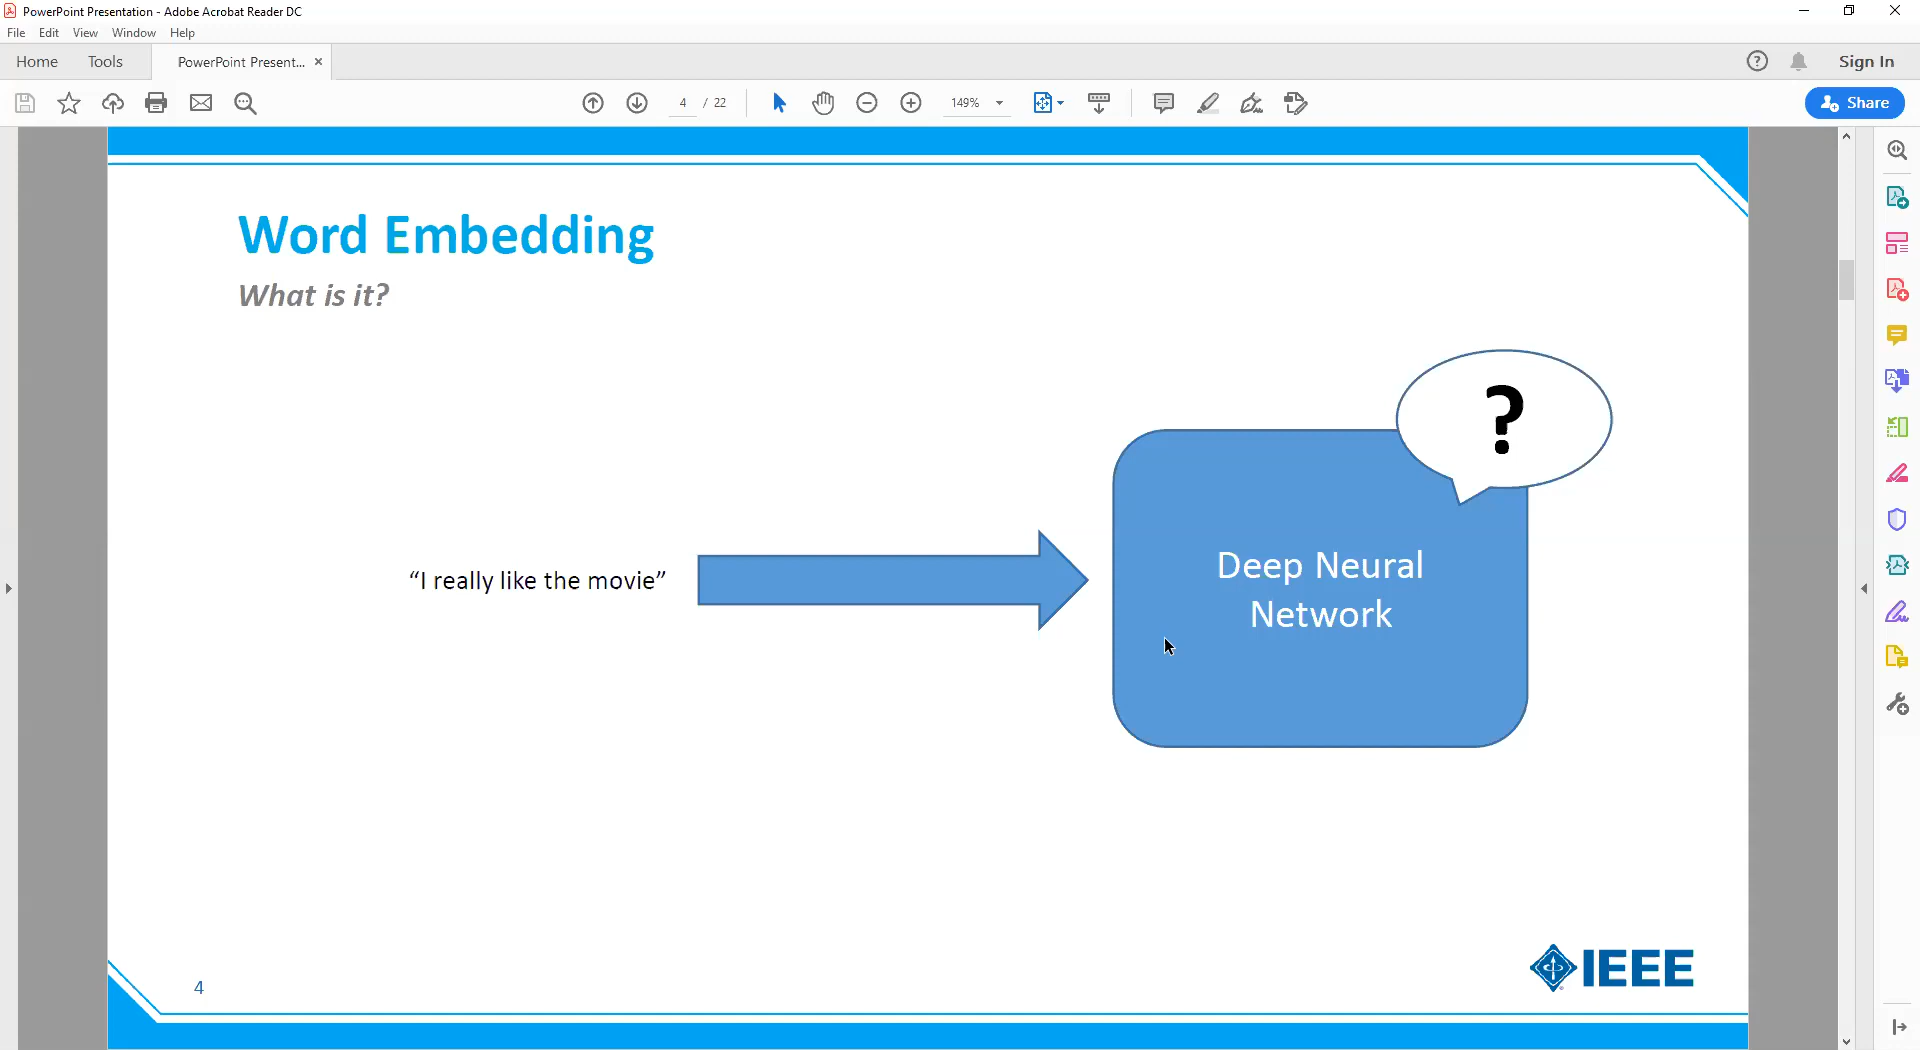 PowerPoint Presentation - Adobe Acrobat Reader DC
File Edit View Window Help
Home Tools PowerPoint Present... ×
? Sign In
4 / 22
149%
Share
Word Embedding
What is it?
?
“I really like the movie”
Deep Neural
Network
4
IEEE